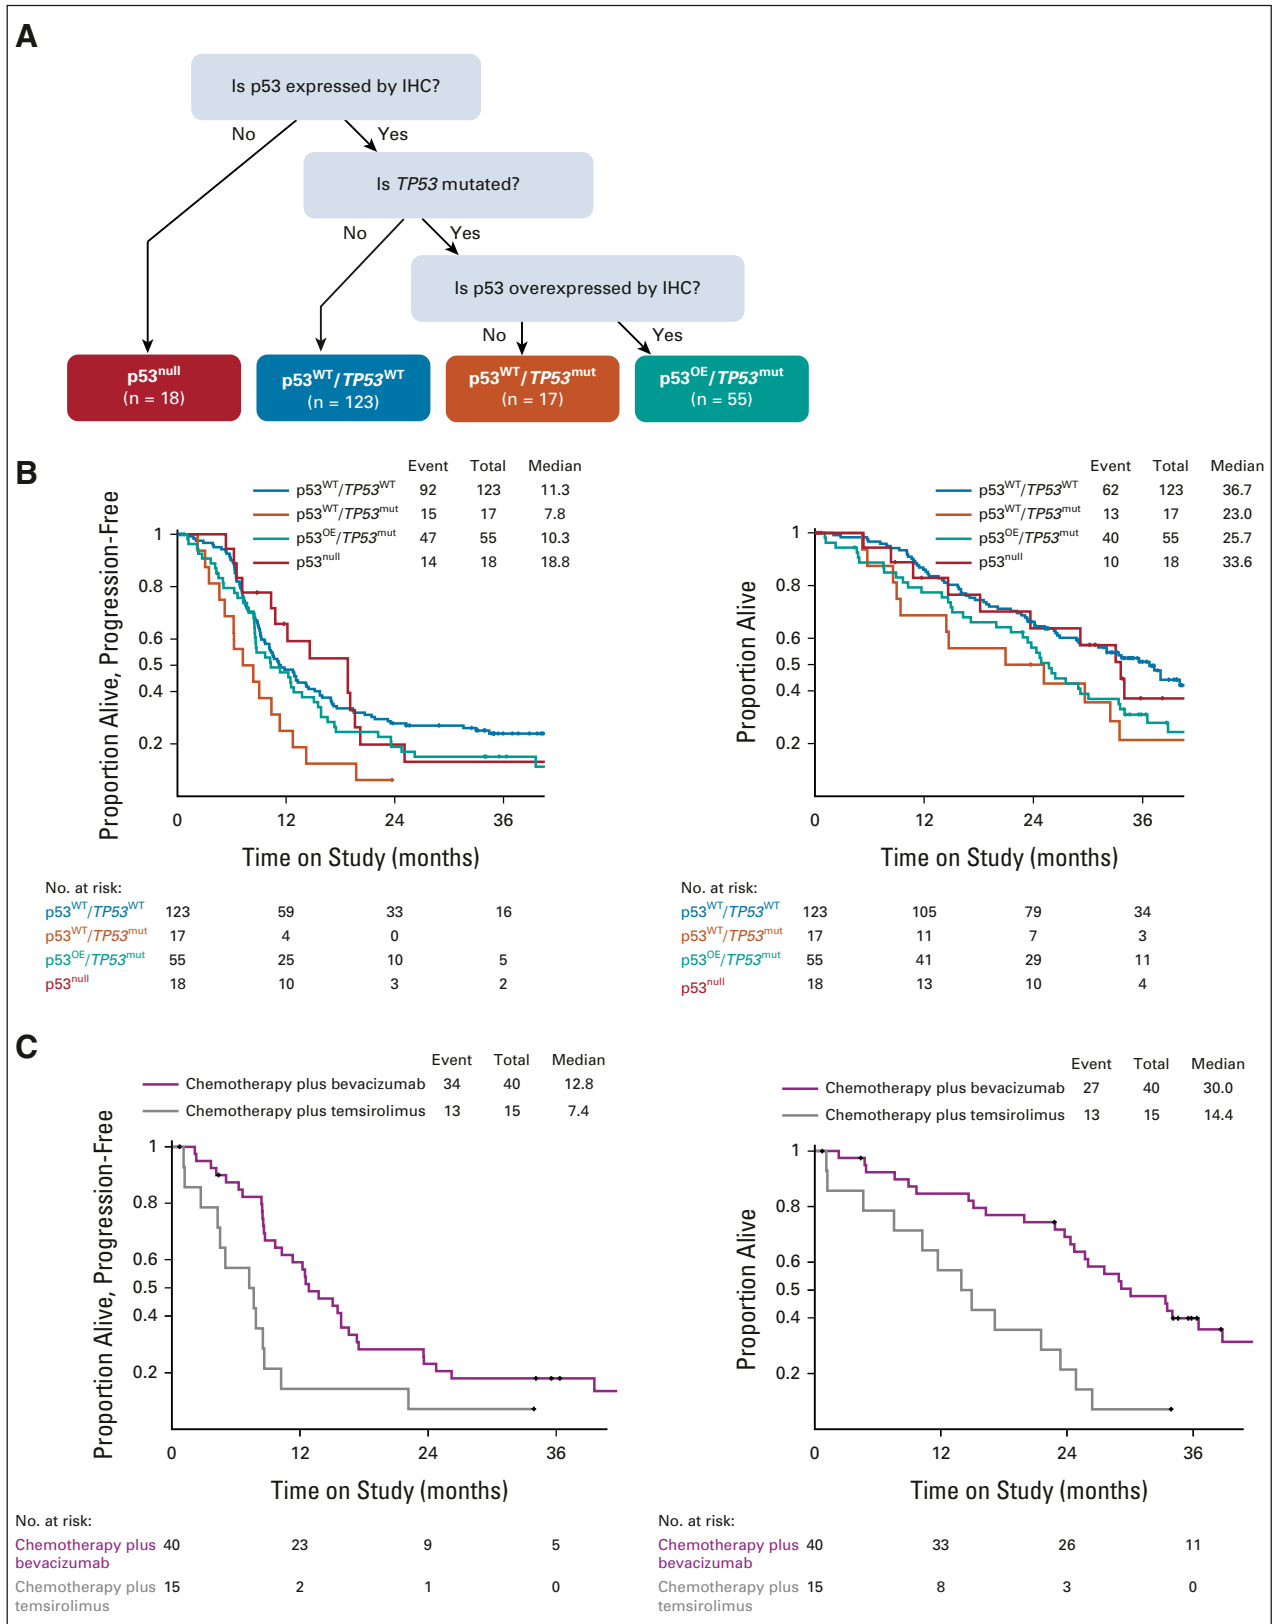 A
Is p53 expressed by IHC?
No
Yes
Is TP53 mutated?
No
Yes
Is p53 overexpressed by IHC?
No
Yes
p53null
(n = 18)
p53WT/TP53WT
(n = 123)
p53WT/TP53mut
(n = 17)
p53OE/TP53mut
(n = 55)
B
Event Total Median
p53WT/TP53WT 92 123 11.3
p53WT/TP53mut 15 17 7.8
p53OE/TP53mut 47 55 10.3
p53null 14 18 18.8
Proportion Alive, Progression-Free
1
0.8
0.6
0.5
0.4
0.2
0 12 24 36
Time on Study (months)
No. at risk:
p53WT/TP53WT 123 59 33 16
p53WT/TP53mut 17 4 0
p53OE/TP53mut 55 25 10 5
p53null 18 10 3 2
Event Total Median
p53WT/TP53WT 62 123 36.7
p53WT/TP53mut 13 17 23.0
p53OE/TP53mut 40 55 25.7
p53null 10 18 33.6
Proportion Alive
1
0.8
0.6
0.5
0.4
0.2
0 12 24 36
Time on Study (months)
No. at risk:
p53WT/TP53WT 123 105 79 34
p53WT/TP53mut 17 11 7 3
p53OE/TP53mut 55 41 29 11
p53null 18 13 10 4
C
Event Total Median
Chemotherapy plus bevacizumab 34 40 12.8
Chemotherapy plus temsirolimus 13 15 7.4
Proportion Alive, Progression-Free
1
0.8
0.6
0.5
0.4
0.2
0 12 24 36
Time on Study (months)
No. at risk:
Chemotherapy plus 40 23 9 5
bevacizumab
Chemotherapy plus 15 2 1 0
temsirolimus
Event Total Median
Chemotherapy plus bevacizumab 27 40 30.0
Chemotherapy plus temsirolimus 13 15 14.4
Proportion Alive
1
0.8
0.6
0.5
0.4
0.2
0 12 24 36
Time on Study (months)
No. at risk:
Chemotherapy plus 40 33 26 11
bevacizumab
Chemotherapy plus 15 8 3 0
temsirolimus